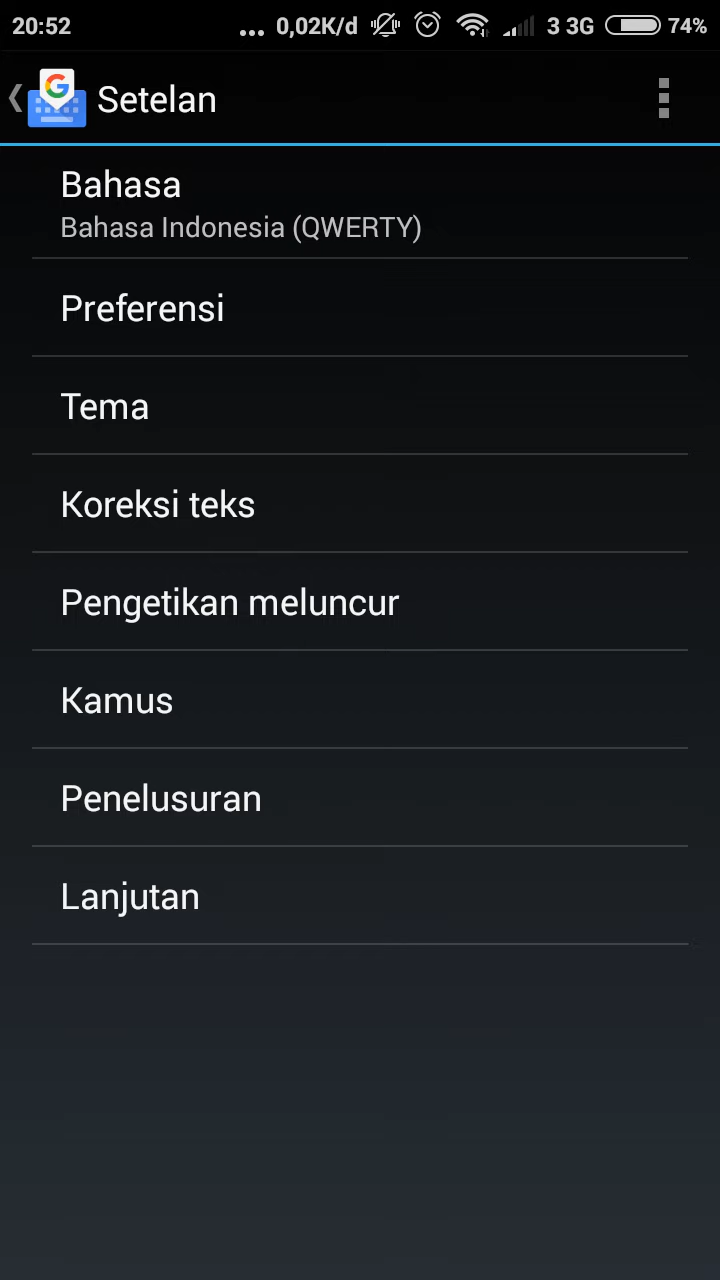 20:52 ... 0,02K/d 3 3G 74%
Setelan
Bahasa
Bahasa Indonesia (QWERTY)
Preferensi
Tema
Koreksi teks
Pengetikan meluncur
Kamus
Penelusuran
Lanjutan